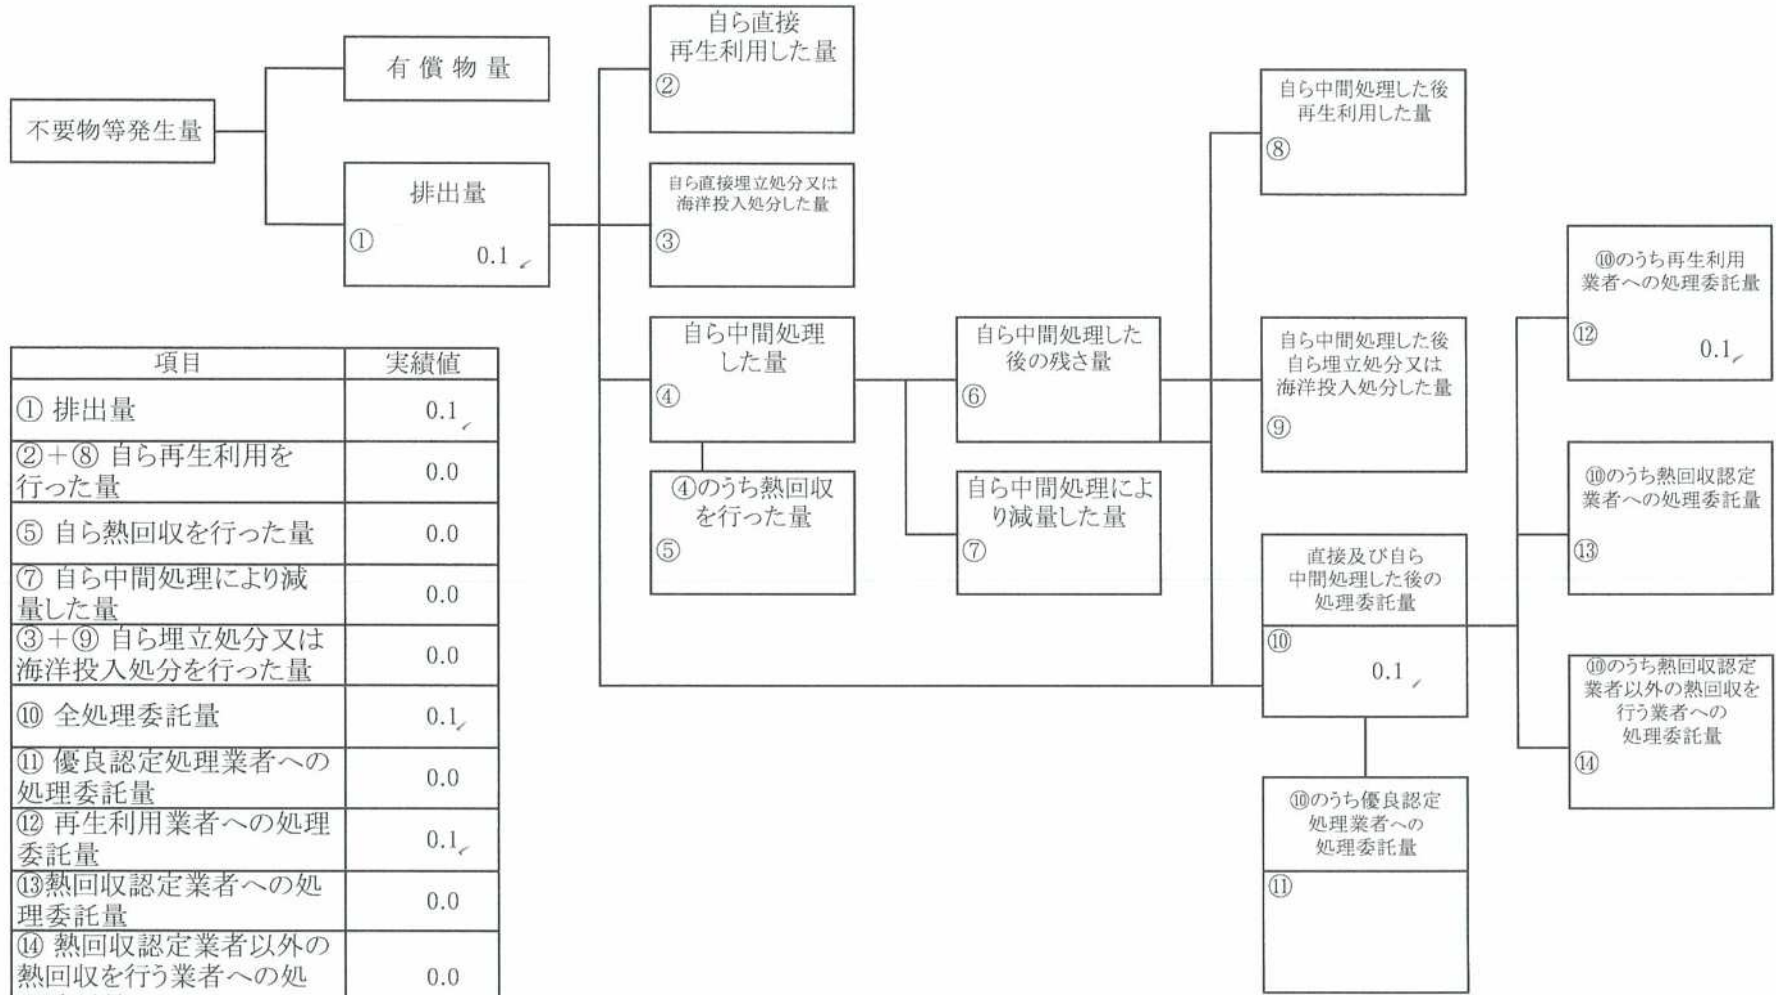 不要物等発生量
有償物量
排出量
①
0.1
自ら直接
再生利用した量
②
自ら直接埋立処分又は
海洋投入処分した量
③
自ら中間処理
した量
④
④のうち熱回収
を行った量
⑤
自ら中間処理した
後の残さ量
⑥
自ら中間処理によ
り減量した量
⑦
自ら中間処理した後
再生利用した量
⑧
自ら中間処理した後
自ら埋立処分又は
海洋投入処分した量
⑨
直接及び自ら
中間処理した後の
処理委託量
⑩
0.1
⑩のうち優良認定
処理業者への
処理委託量
⑪
⑩のうち再生利用
業者への処理委託量
⑫
0.1
⑩のうち熱回収認定
業者への処理委託量
⑬
⑩のうち熱回収認定
業者以外の熱回収を
行う業者への
処理委託量
⑭
項目 実績値
① 排出量 0.1
②+⑧ 自ら再生利用を
行った量 0.0
⑤ 自ら熱回収を行った量 0.0
⑦ 自ら中間処理により減
量した量 0.0
③+⑨ 自ら埋立処分又は
海洋投入処分を行った量 0.0
⑩ 全処理委託量 0.1
⑪ 優良認定処理業者への
処理委託量 0.0
⑫ 再生利用業者への処理
委託量 0.1
⑬熱回収認定業者への処
理委託量 0.0
⑭ 熱回収認定業者以外の
熱回収を行う業者への処 0.0